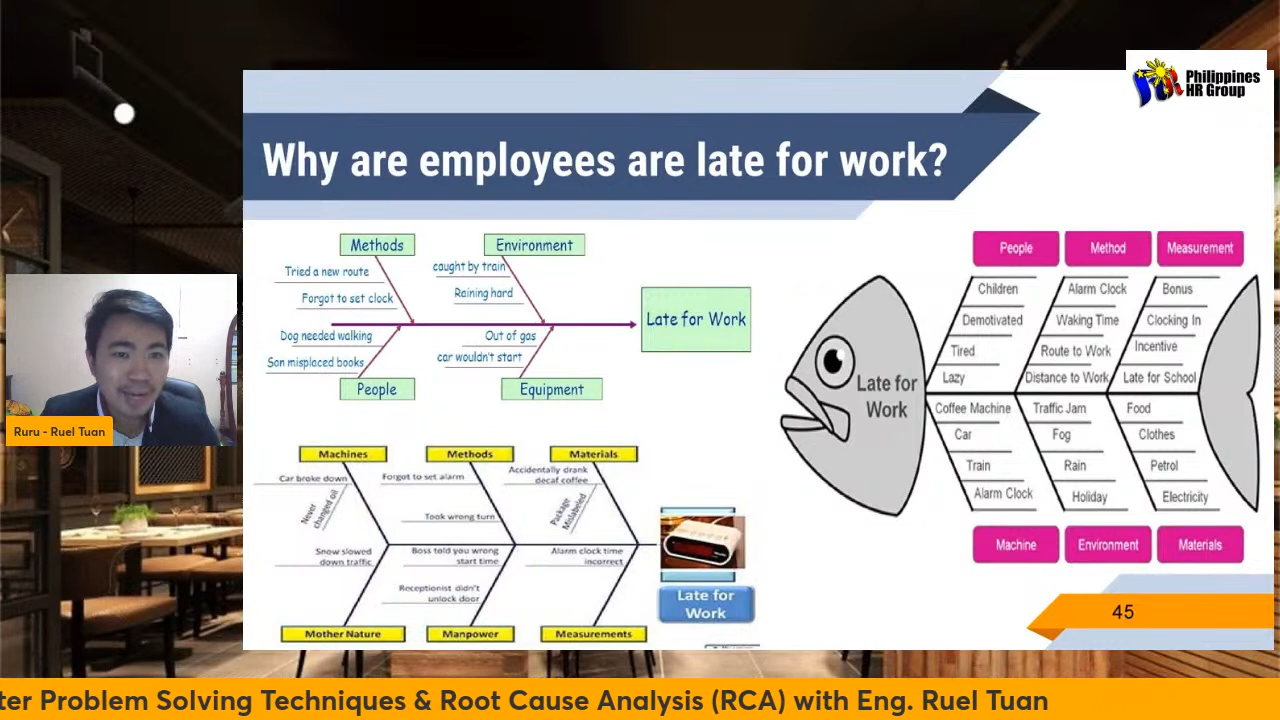 Philippines
HR Group
Why are employees are late for work?
Methods
Environment
Tried a new route
caught by train
Forgot to set clock
Raining hard
Late for Work
Dog needed walking
Out of gas
Son misplaced books
car wouldn't start
People
Equipment
Machines
Methods
Materials
Car broke down
Never
changed oil
Forgot to set alarm
Accidentally drank
decaf coffee
Package
Mislabeled
Took wrong turn
Snow slowed
down traffic
Boss told you wrong
start time
Alarm clock time
incorrect
Receptionist didn't
unlock door
Late for
Work
Mother Nature
Manpower
Measurements
People
Method
Measurement
Children
Alarm Clock
Bonus
Demotivated
Waking Time
Clocking In
Tired
Route to Work
Incentive
Lazy
Distance to Work
Late for School
Late for
Work
Coffee Machine
Traffic Jam
Food
Car
Fog
Clothes
Train
Rain
Petrol
Alarm Clock
Holiday
Electricity
Machine
Environment
Materials
45
Ruru - Ruel Tuan
ter Problem Solving Techniques & Root Cause Analysis (RCA) with Eng. Ruel Tuan